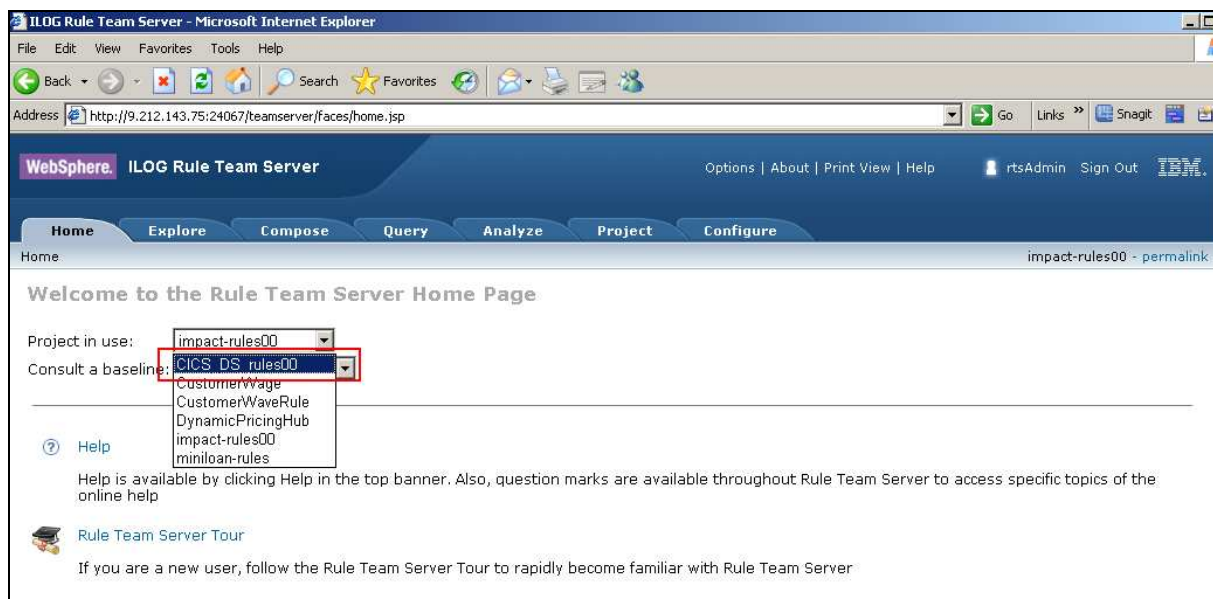 ILOG Rule Team Server - Microsoft Internet Explorer
File Edit View Favorites Tools Help
Back Search Favorites
Address http://9.212.143.75:24067/teamserver/faces/home.jsp Go Links » Snagit
WebSphere. ILOG Rule Team Server Options | About | Print View | Help rtsAdmin Sign Out IBM.
Home Explore Compose Query Analyze Project Configure
Home impact-rules00 - permalink
Welcome to the Rule Team Server Home Page
Project in use: impact-rules00
Consult a baseline: CICS_DS_rules00
CustomerWage
CustomerWaveRule
DynamicPricingHub
impact-rules00
miniloan-rules
? Help
Help is available by clicking Help in the top banner. Also, question marks are available throughout Rule Team Server to access specific topics of the
online help
Rule Team Server Tour
If you are a new user, follow the Rule Team Server Tour to rapidly become familiar with Rule Team Server